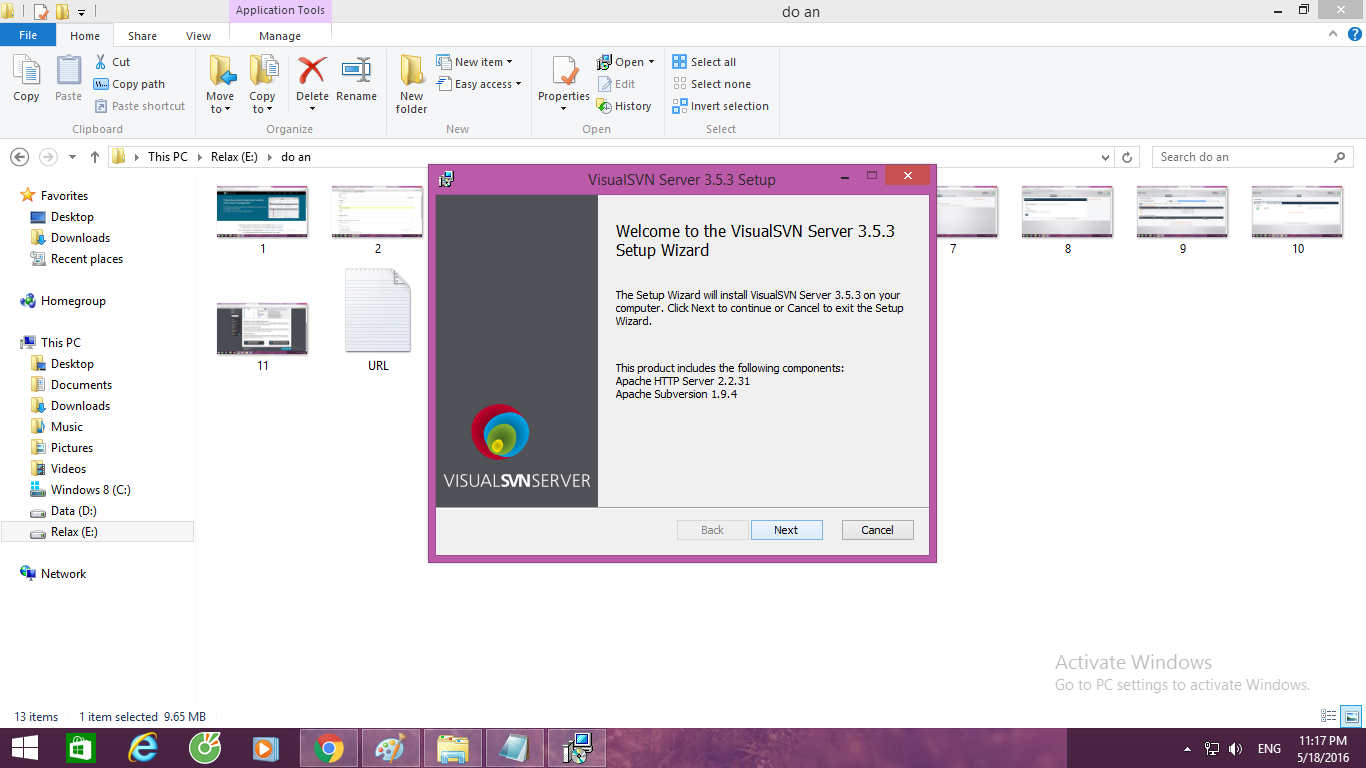 Application Tools
do an
File
Home
Share
View
Manage
Copy
Paste
Cut
Copy path
Paste shortcut
Clipboard
Move to
Copy to
Delete
Rename
Organize
New folder
New item
Easy access
New
Properties
Open
Edit
History
Open
Select all
Select none
Invert selection
Select
This PC
Relax (E:)
do an
Search do an
Favorites
Desktop
Downloads
Recent places
Homegroup
This PC
Desktop
Documents
Downloads
Music
Pictures
Videos
Windows 8 (C:)
Data (D:)
Relax (E:)
Network
1
2
7
8
9
10
11
URL
VisualSVN Server 3.5.3 Setup
Welcome to the VisualSVN Server 3.5.3
Setup Wizard
The Setup Wizard will install VisualSVN Server 3.5.3 on your
computer. Click Next to continue or Cancel to exit the Setup
Wizard.
This product includes the following components:
Apache HTTP Server 2.2.31
Apache Subversion 1.9.4
VISUALSVNSERVER
Back
Next
Cancel
Activate Windows
Go to PC settings to activate Windows.
13 items
1 item selected 9.65 MB
ENG
11:17 PM
5/18/2016